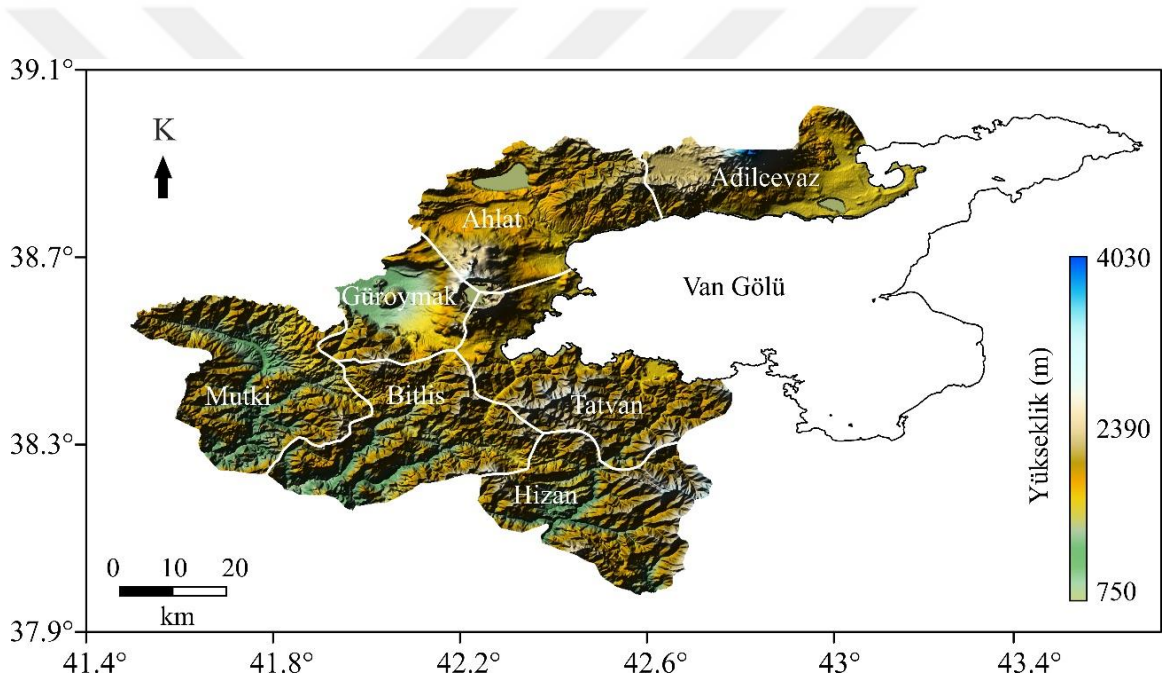 39.1°
K
Adilcevaz
Ahlat
38.7°
4030
Van Gölü
Güroymak
Mutki
Bitlis
Tatvan
2390
38.3°
Yükseklik (m)
Hizan
0 10 20
750
km
37.9°
41.4° 41.8° 42.2° 42.6° 43° 43.4°